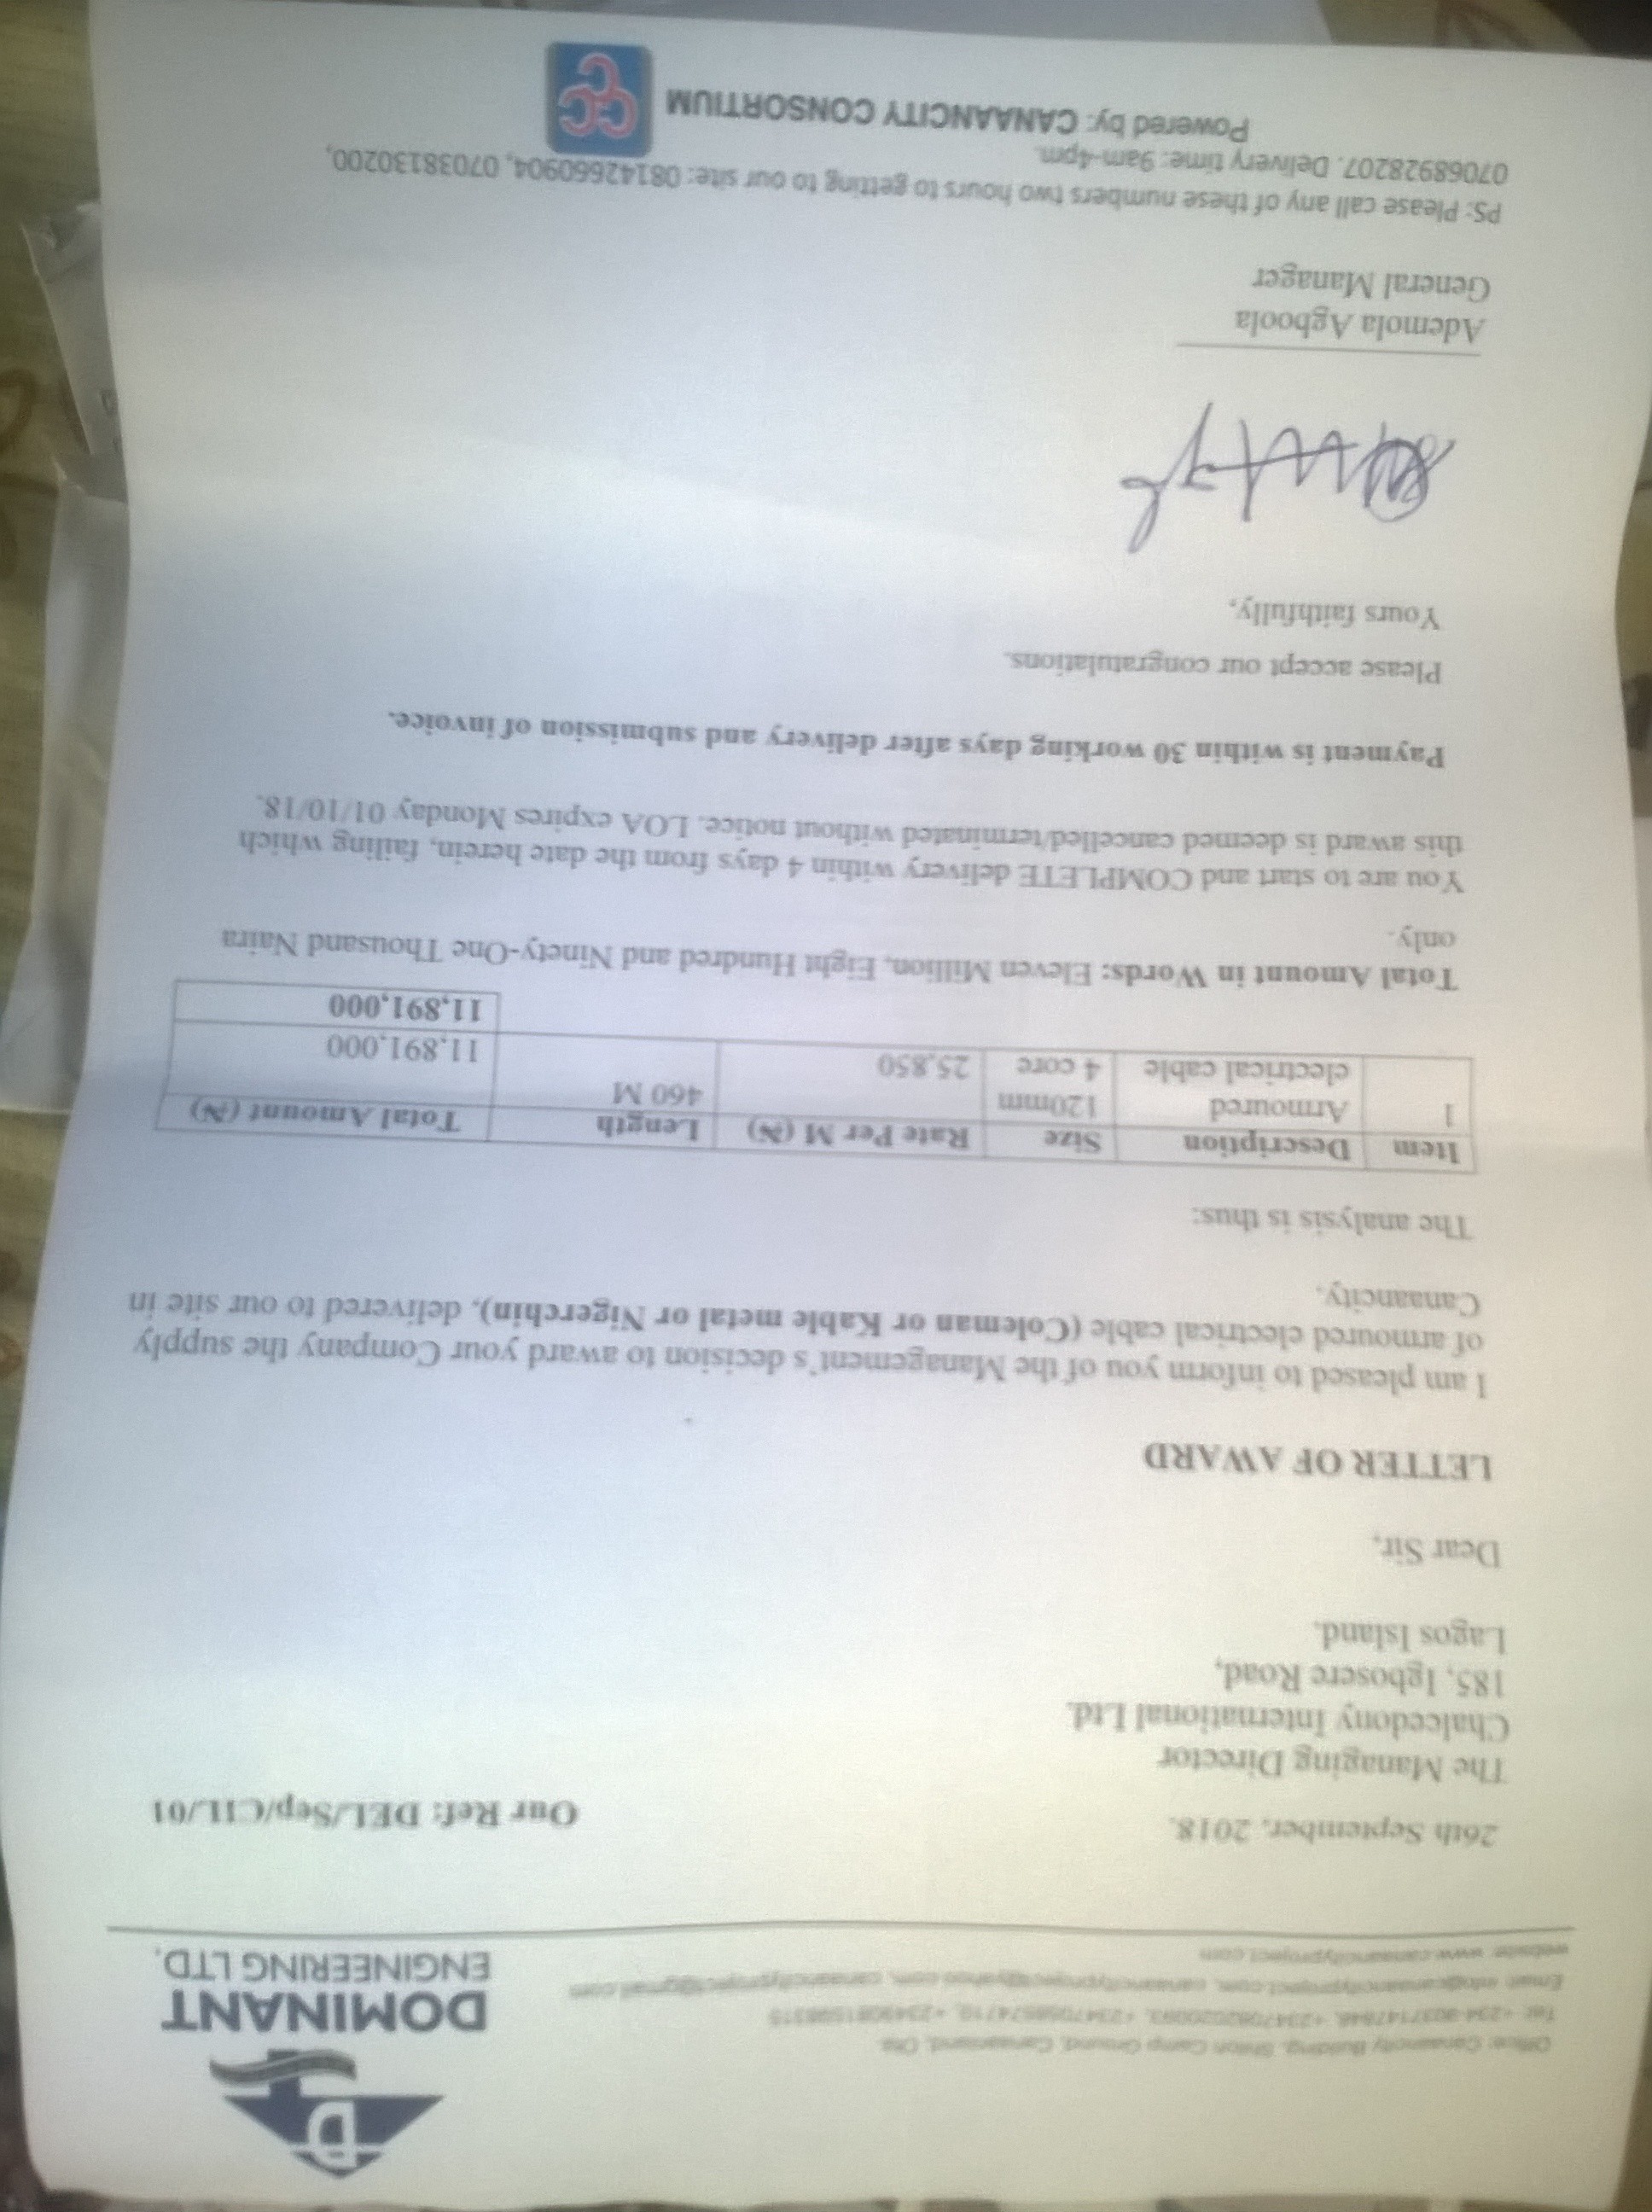 D
DOMINANT
ENGINEERING LTD.
Office: Canaancity Building, Shiloh Camp Ground, Canaanland, Ota.
Tel:
Email: info@canaancityproject.com, canaancityproject@yahoo.com, canaancityproject@gmail.com
website: www.canaancityproject.com
26th September, 2018.
Our Ref: DEL/Sep/CIL/01
The Managing Director
Chalcedony International Ltd.
185, Igbosere Road,
Lagos Island.
Dear Sir,
LETTER OF AWARD
I am pleased to inform you of the Management's decision to award your Company the supply
of armoured electrical cable (Coleman or Kable metal or Nigerchin), delivered to our site in
Canaancity.
The analysis is thus:
Item Description Size Rate Per M (₦) Length Total Amount (₦)
1 Armoured 120mm 460 M
electrical cable 4 core 25,850 11,891,000
11,891,000
Total Amount in Words: Eleven Million, Eight Hundred and Ninety-One Thousand Naira
only.
You are to start and COMPLETE delivery within 4 days from the date herein, failing which
this award is deemed cancelled/terminated without notice. LOA expires Monday 01/10/18.
Payment is within 30 working days after delivery and submission of invoice.
Please accept our congratulations.
Yours faithfully,
Ademola Agboola
General Manager
PS: Please call any of these numbers two hours to getting to our site: 08142660904, 07038130200,
07068928207. Delivery time: 9am-4pm.
Powered by: CANAANCITY CONSORTIUM
CCC